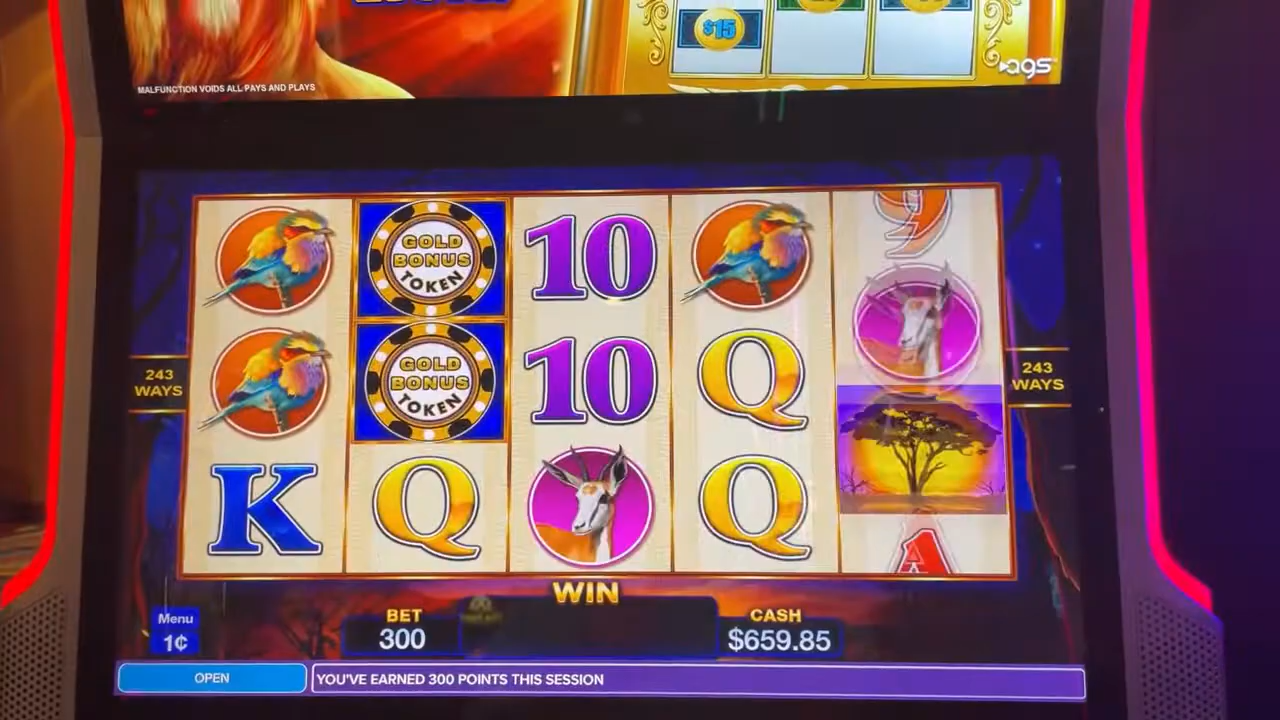 $15
ags
MALFUNCTION VOIDS ALL PAYS AND PLAYS
GOLD
BONUS
TOKEN
10
9
243
WAYS
GOLD
BONUS
TOKEN
10
Q
243
WAYS
K
Q
Q
A
WIN
Menu
1¢
BET
300
CASH
$659.85
OPEN
YOU'VE EARNED 300 POINTS THIS SESSION